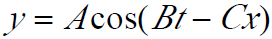 y = A cos(Bt − Cx)